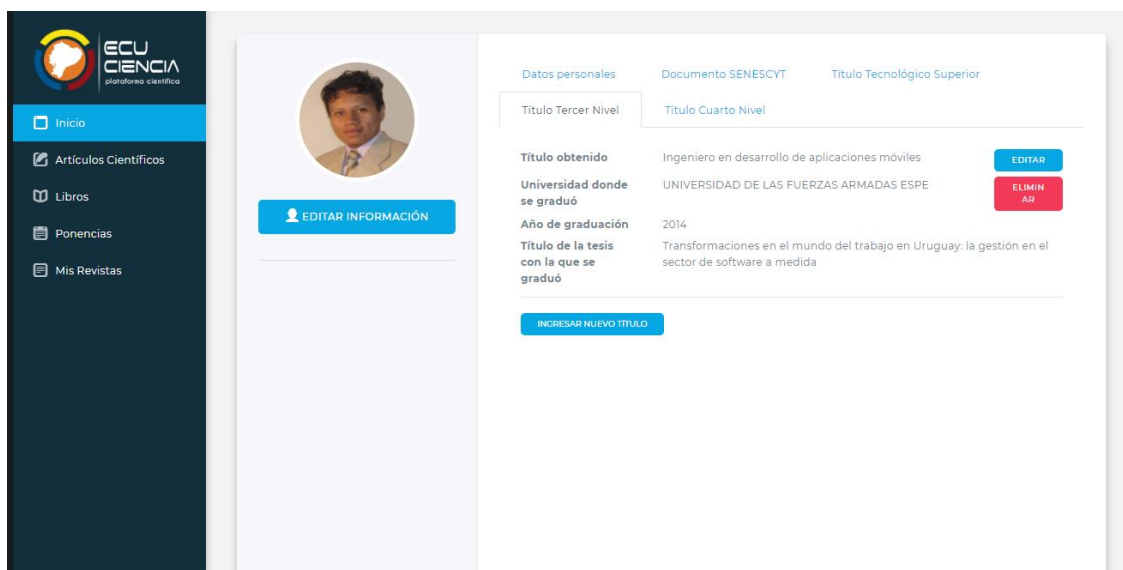 ECU
CIENCIA
plataforma científica
Inicio
Artículos Científicos
Libros
Ponencias
Mis Revistas
EDITAR INFORMACIÓN
Datos personales
Documento SENESCYT
Título Tecnológico Superior
Título Tercer Nivel
Título Cuarto Nivel
Título obtenido
Ingeniero en desarrollo de aplicaciones móviles
EDITAR
Universidad donde
se graduó
UNIVERSIDAD DE LAS FUERZAS ARMADAS ESPE
ELIMIN
AR
Año de graduación
2014
Título de la tesis
con la que se
graduó
Transformaciones en el mundo del trabajo en Uruguay: la gestión en el
sector de software a medida
INGRESAR NUEVO TÍTULO